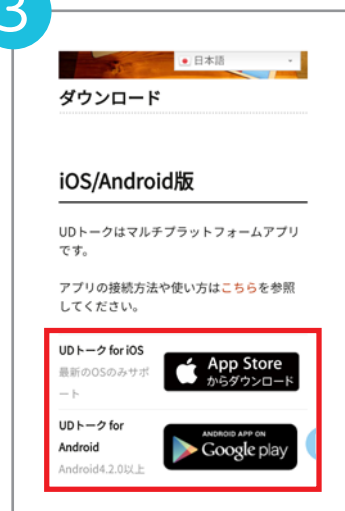 3
日本語
ダウンロード
iOS/Android版
UDトークはマルチプラットフォームアプリ
です。
アプリの接続方法や使い方はこちらを参照
してください。
UDトーク for iOS
最新のOSのみサポ
ート
App Store
からダウンロード
UDトーク for
Android
Android4.2.0以上
ANDROID APP ON
Google play